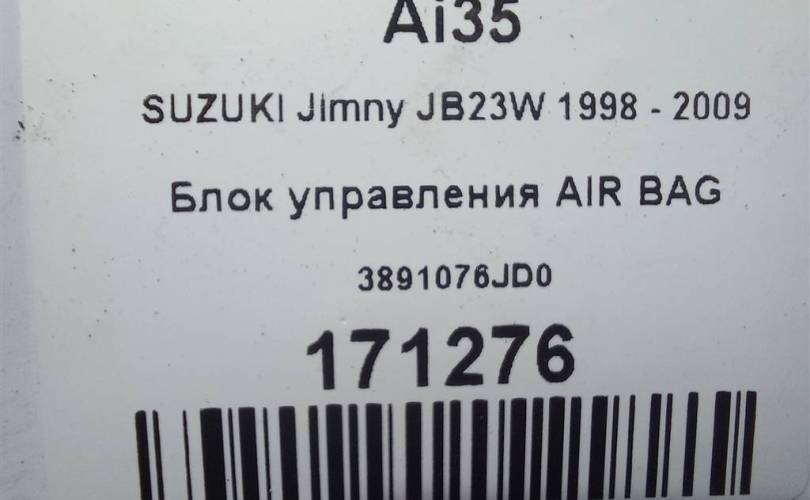 Ai35
SUZUKI Jimny JB23W 1998 - 2009
Блок управления AIR BAG
3891076JD0
171276